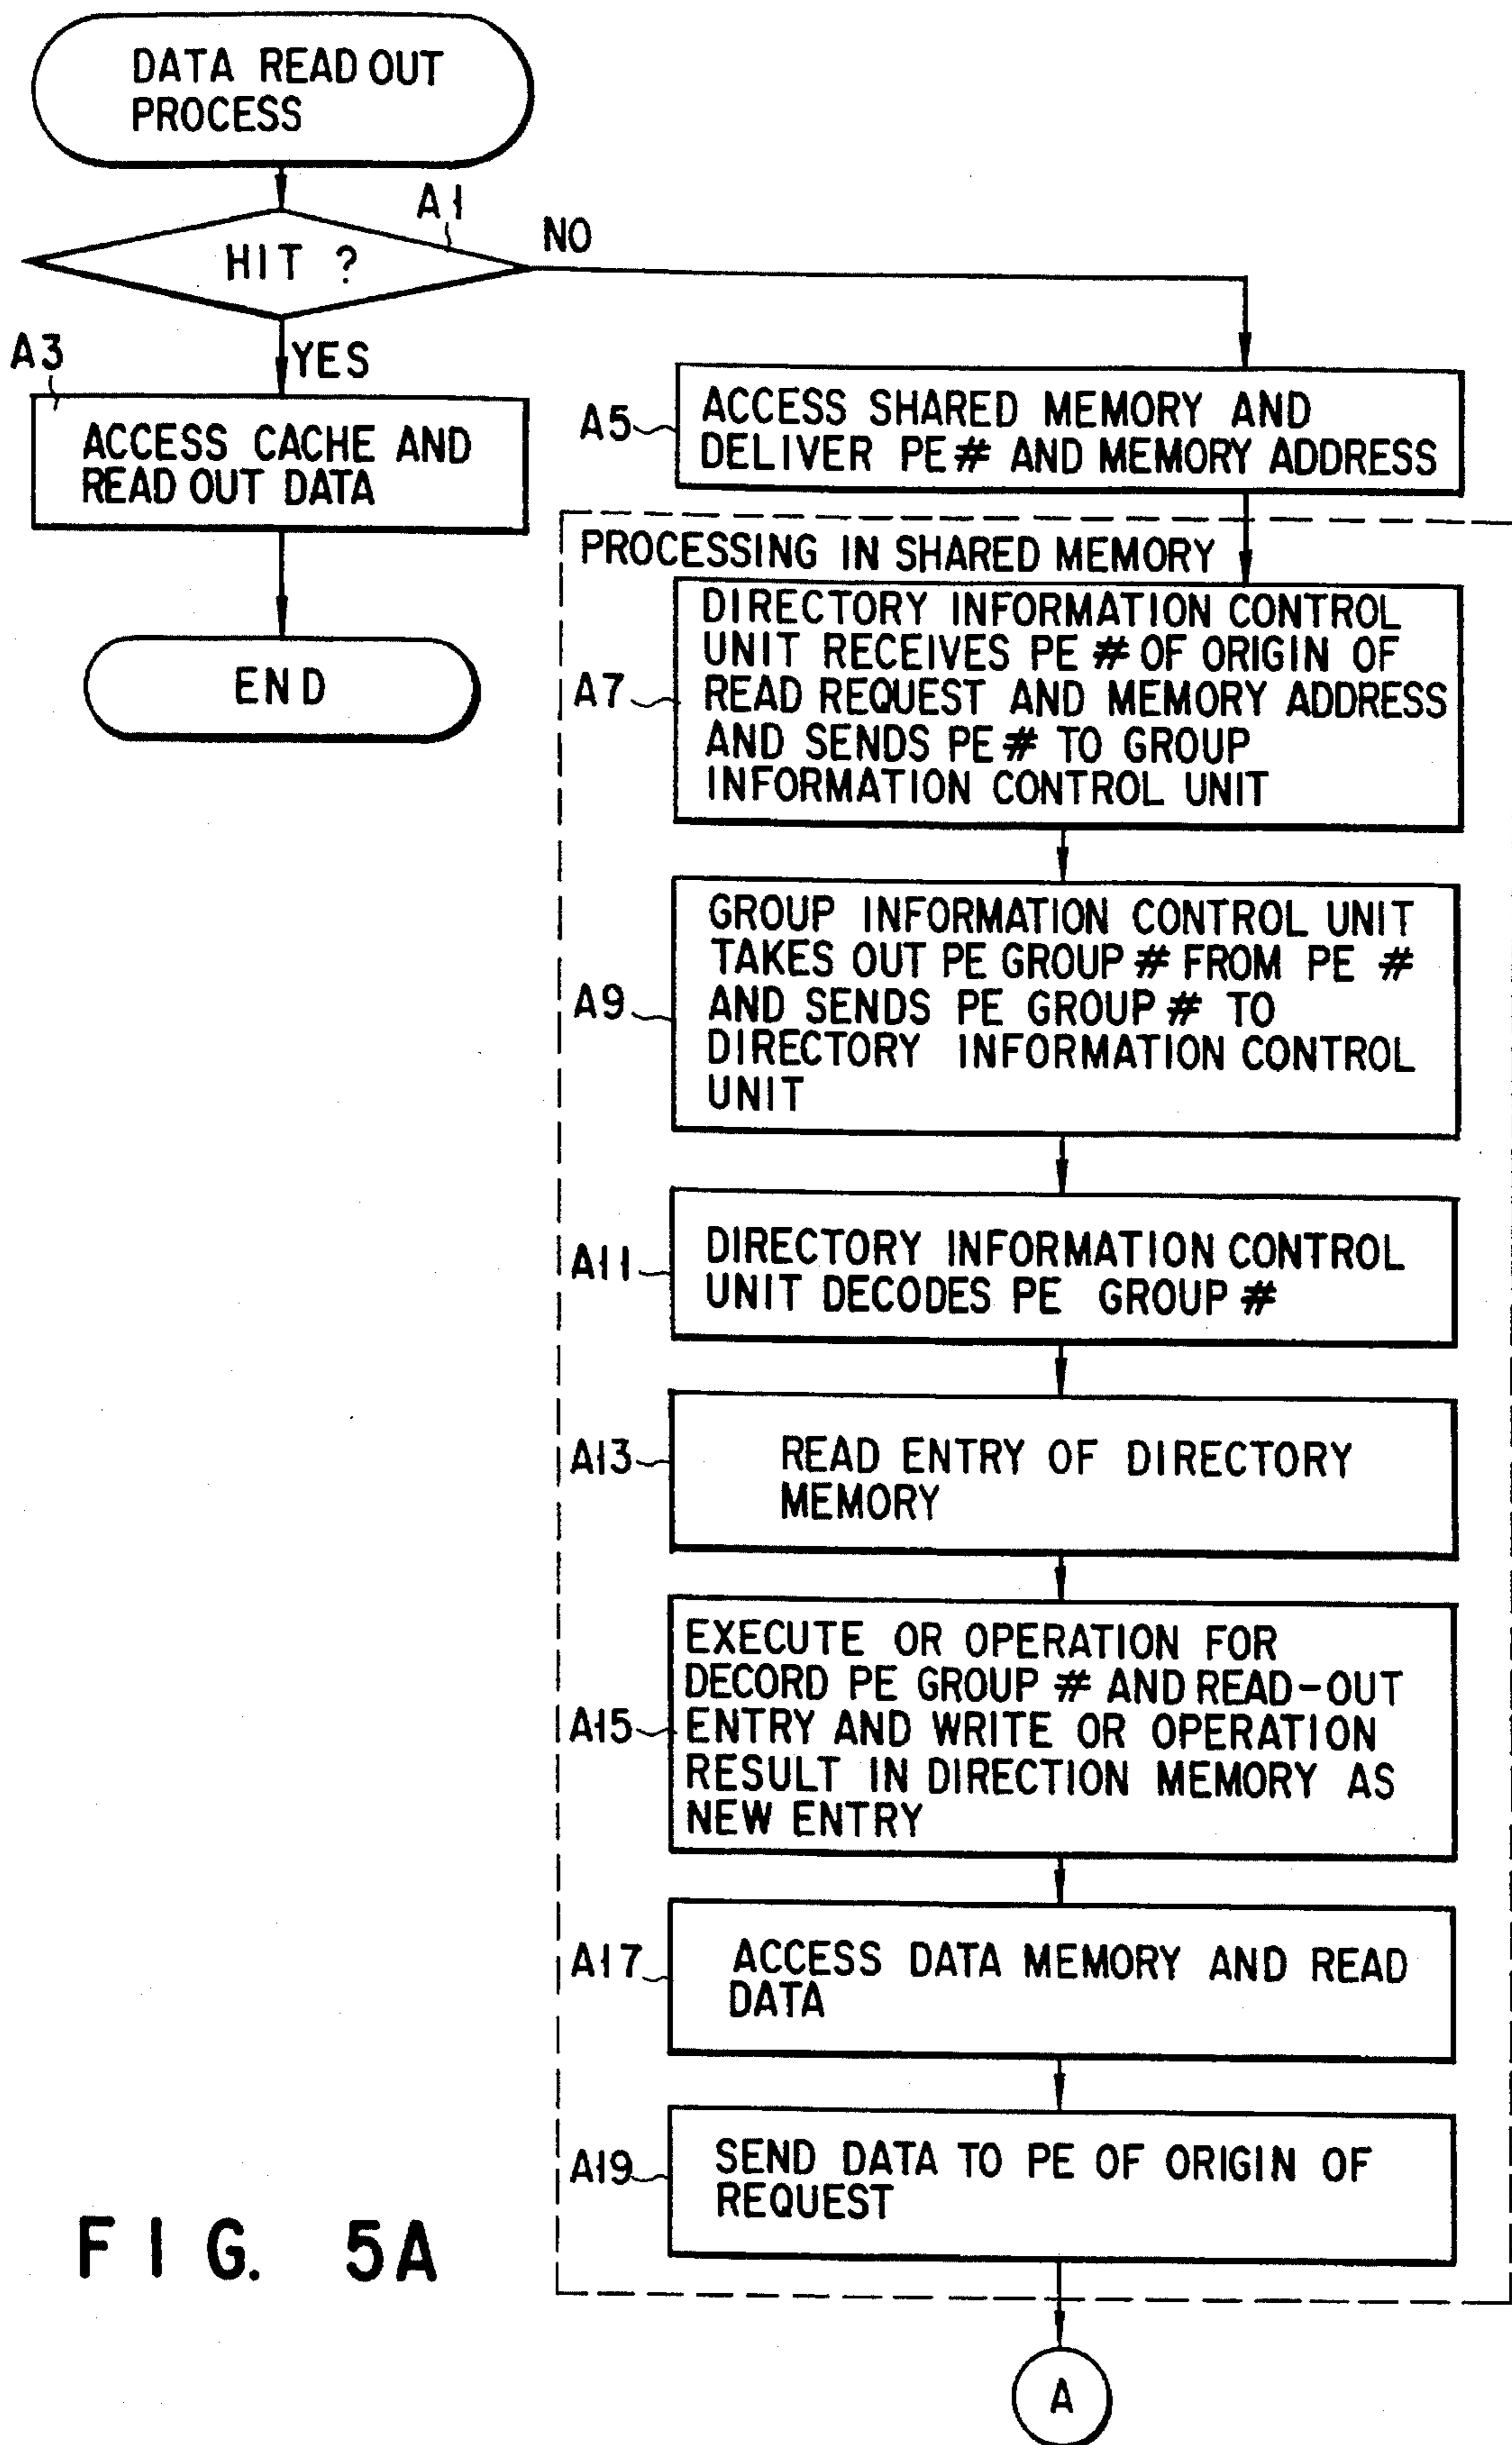 DATA READ OUT
PROCESS
A1
HIT ?
NO
YES
A3
ACCESS CACHE AND
READ OUT DATA
END
A5
ACCESS SHARED MEMORY AND
DELIVER PE # AND MEMORY ADDRESS
PROCESSING IN SHARED MEMORY
A7
DIRECTORY INFORMATION CONTROL
UNIT RECEIVES PE # OF ORIGIN OF
READ REQUEST AND MEMORY ADDRESS
AND SENDS PE # TO GROUP
INFORMATION CONTROL UNIT
A9
GROUP INFORMATION CONTROL UNIT
TAKES OUT PE GROUP # FROM PE #
AND SENDS PE GROUP # TO
DIRECTORY INFORMATION CONTROL
UNIT
A11
DIRECTORY INFORMATION CONTROL
UNIT DECODES PE GROUP #
A13
READ ENTRY OF DIRECTORY
MEMORY
A15
EXECUTE OR OPERATION FOR
DECORD PE GROUP # AND READ-OUT
ENTRY AND WRITE OR OPERATION
RESULT IN DIRECTION MEMORY AS
NEW ENTRY
A17
ACCESS DATA MEMORY AND READ
DATA
A19
SEND DATA TO PE OF ORIGIN OF
REQUEST
A
FIG. 5A